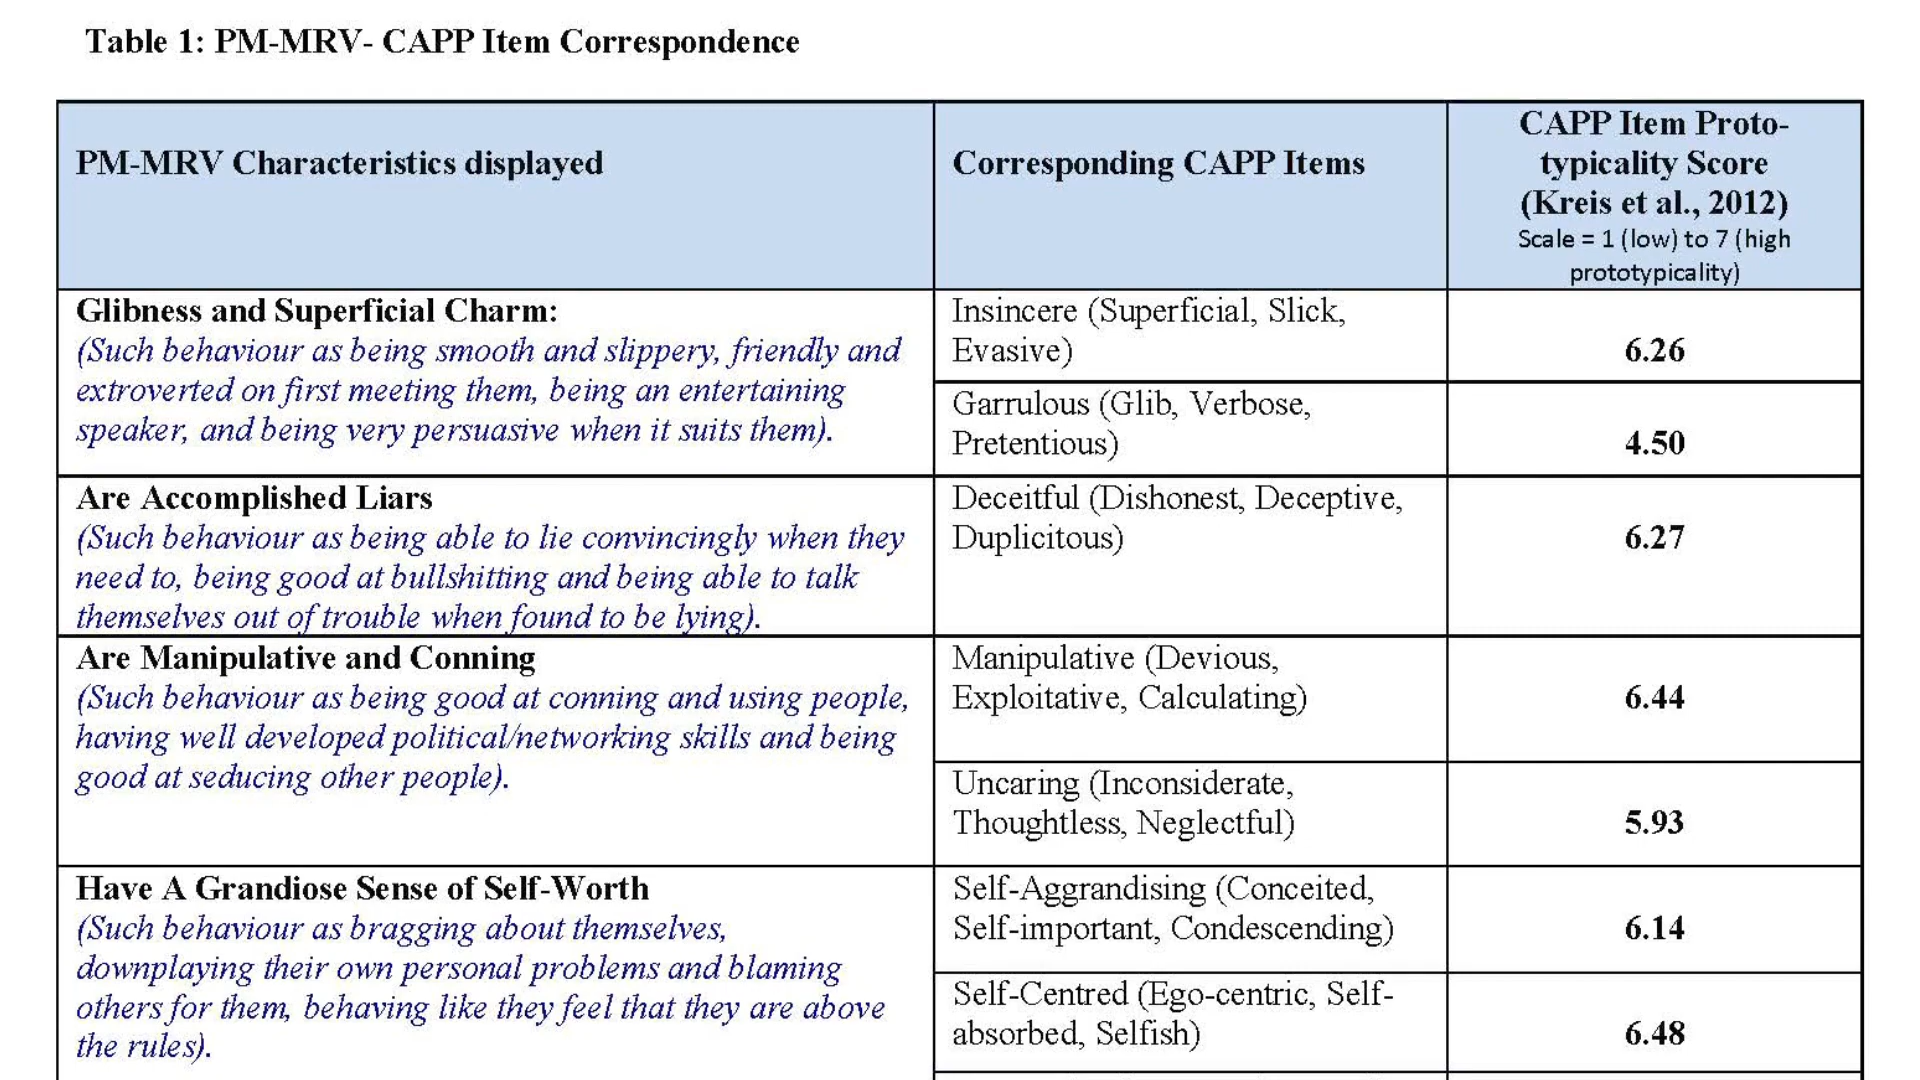 Table 1: PM-MRV- CAPP Item Correspondence
PM-MRV Characteristics displayed
Corresponding CAPP Items
CAPP Item Proto-
typicality Score
(Kreis et al., 2012)
Scale = 1 (low) to 7 (high
prototypicality)
Glibness and Superficial Charm:
(Such behaviour as being smooth and slippery, friendly and
extroverted on first meeting them, being an entertaining
speaker, and being very persuasive when it suits them).
Insincere (Superficial, Slick,
Evasive)
6.26
Garrulous (Glib, Verbose,
Pretentious)
4.50
Are Accomplished Liars
(Such behaviour as being able to lie convincingly when they
need to, being good at bullshitting and being able to talk
themselves out of trouble when found to be lying).
Deceitful (Dishonest, Deceptive,
Duplicitous)
6.27
Are Manipulative and Conning
(Such behaviour as being good at conning and using people,
having well developed political/networking skills and being
good at seducing other people).
Manipulative (Devious,
Exploitative, Calculating)
6.44
Uncaring (Inconsiderate,
Thoughtless, Neglectful)
5.93
Have A Grandiose Sense of Self-Worth
(Such behaviour as bragging about themselves,
downplaying their own personal problems and blaming
others for them, behaving like they feel that they are above
the rules).
Self-Aggrandising (Conceited,
Self-important, Condescending)
6.14
Self-Centred (Ego-centric, Self-
absorbed, Selfish)
6.48